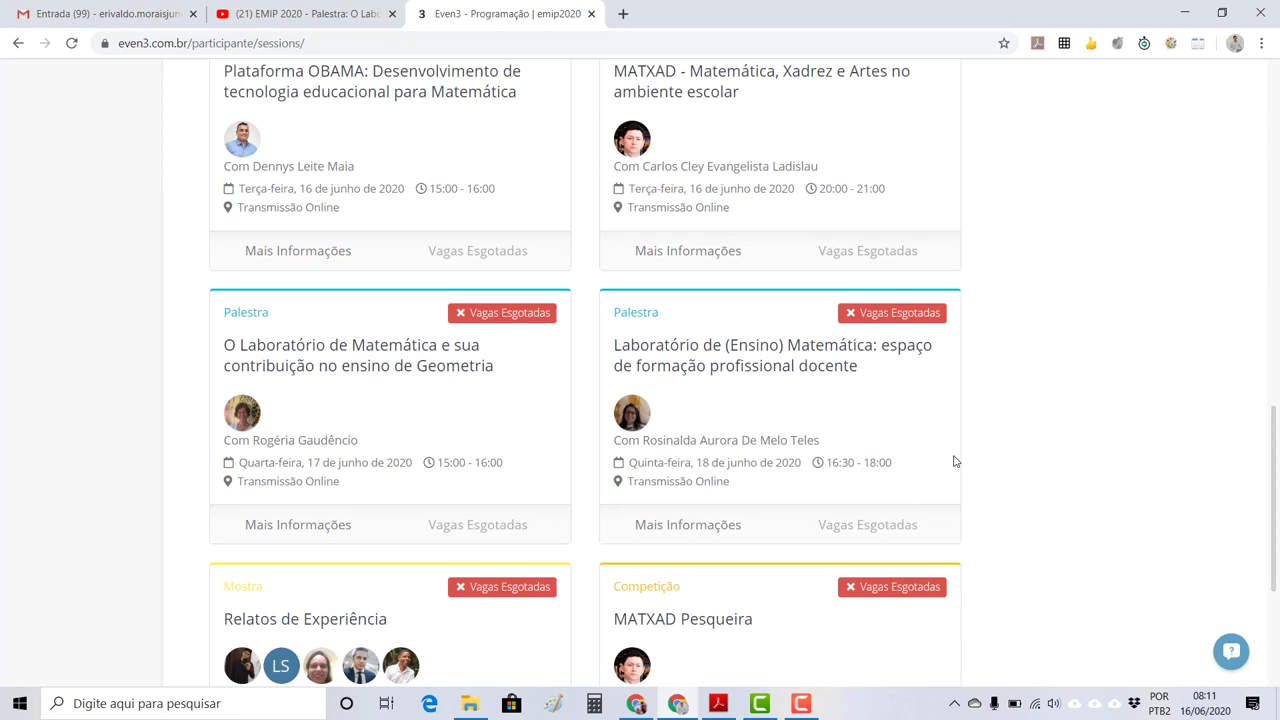 Entrada (99) - erivaldo.moraisjun
(21) EMIP 2020 - Palestra: O Lab
Even3 - Programação | emip2020
even3.com.br/participante/sessions/
Plataforma OBAMA: Desenvolvimento de
tecnologia educacional para Matemática
Com Dennys Leite Maia
Terça-feira, 16 de junho de 2020 15:00 - 16:00
Transmissão Online
Mais Informações Vagas Esgotadas
MATXAD - Matemática, Xadrez e Artes no
ambiente escolar
Com Carlos Cley Evangelista Ladislau
Terça-feira, 16 de junho de 2020 20:00 - 21:00
Transmissão Online
Mais Informações Vagas Esgotadas
Palestra Vagas Esgotadas
O Laboratório de Matemática e sua
contribuição no ensino de Geometria
Com Rogéria Gaudêncio
Quarta-feira, 17 de junho de 2020 15:00 - 16:00
Transmissão Online
Mais Informações Vagas Esgotadas
Palestra Vagas Esgotadas
Laboratório de (Ensino) Matemática: espaço
de formação profissional docente
Com Rosinalda Aurora De Melo Teles
Quinta-feira, 18 de junho de 2020 16:30 - 18:00
Transmissão Online
Mais Informações Vagas Esgotadas
Mostra Vagas Esgotadas
Relatos de Experiência
LS
Competição Vagas Esgotadas
MATXAD Pesqueira
Digite aqui para pesquisar
POR
PTB2
08:11
16/06/2020